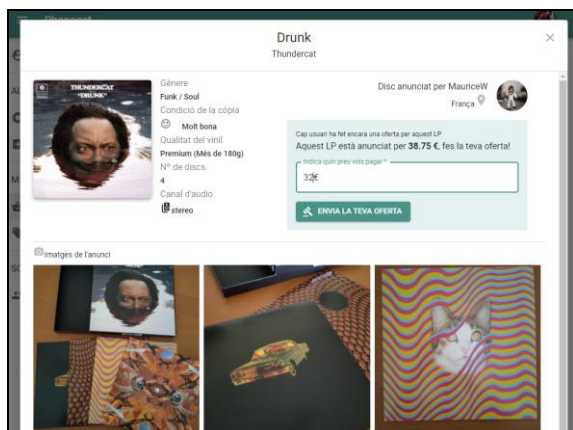 Drunk
Thundercat
THUNDERCAT
"DRUNK"
Gènere
Funk / Soul
Condició de la còpia
Molt bona
Qualitat del vinil
Premium (Més de 180g)
Nº de discs
4
Canal d'audio
stereo
Disc anunciat per MauriceW
França
Cap usuari ha fet encara una oferta per aquest LP
Aquest LP està anunciat per 38.75 €, fes la teva oferta!
Indica quin preu vols pagar *
32€
ENVIA LA TEVA OFERTA
Imatges de l'anunci